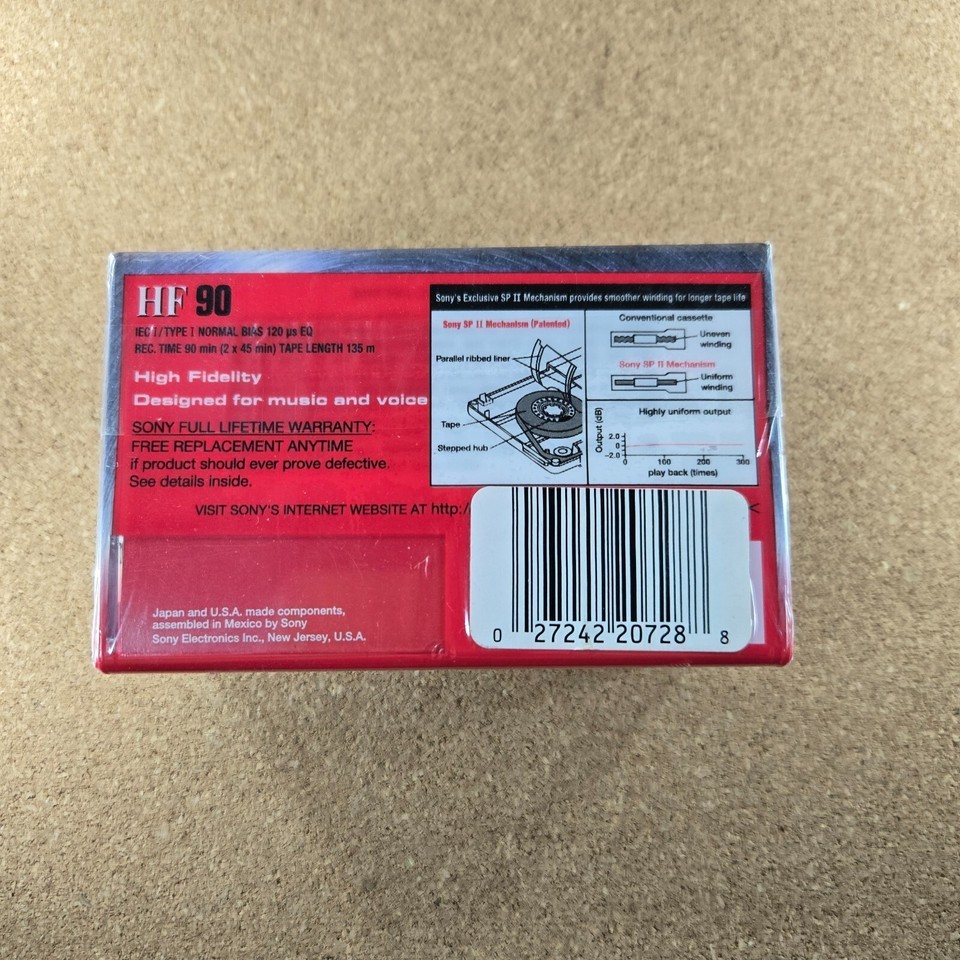 HF 90
IEC I/TYPE I NORMAL BIAS 120 µs EQ
REC. TIME 90 min (2 x 45 min) TAPE LENGTH 135 m
High Fidelity
Designed for music and voice
SONY FULL LIFETIME WARRANTY:
FREE REPLACEMENT ANYTIME
if product should ever prove defective.
See details inside.
VISIT SONY'S INTERNET WEBSITE AT http:/
Japan and U.S.A. made components,
assembled in Mexico by Sony
Sony Electronics Inc., New Jersey, U.S.A.
Sony's Exclusive SP II Mechanism provides smoother winding for longer tape life
Sony SP II Mechanism (Patented)
Parallel ribbed liner
Tape
Stepped hub
Conventional cassette
Uneven
winding
Sony SP II Mechanism
Uniform
winding
Highly uniform output
Output (dB)
2.0
0
-2.0
0 100 200 300
play back (times)
0 27242 20728 8